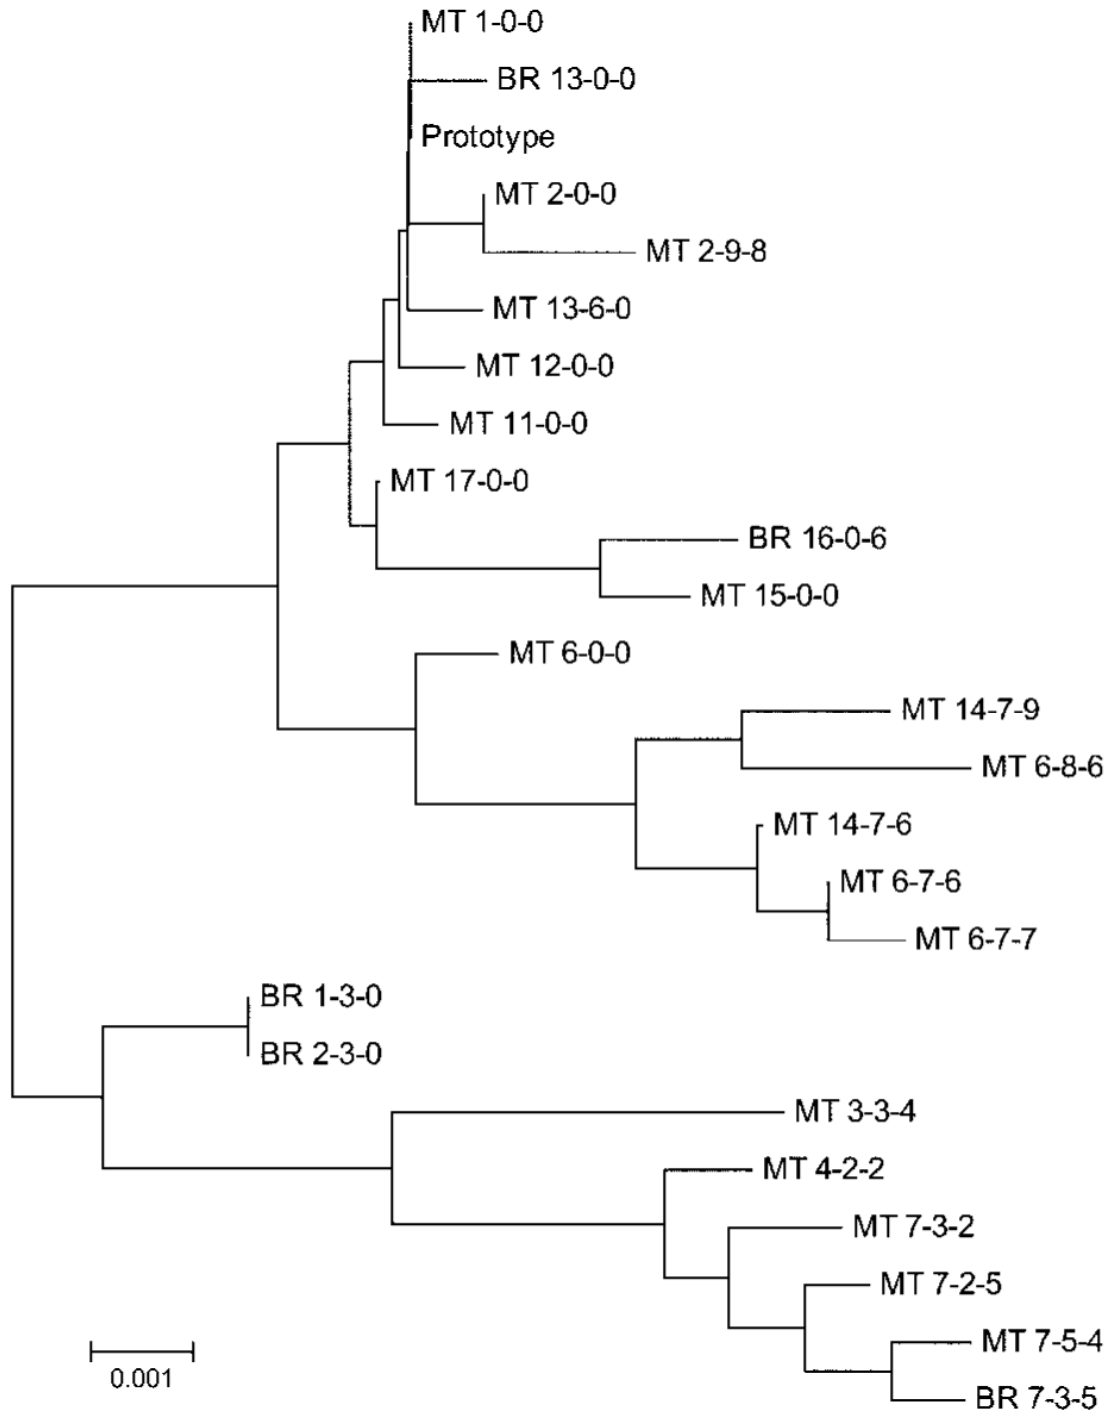 MT 1-0-0
BR 13-0-0
Prototype
MT 2-0-0
MT 2-9-8
MT 13-6-0
MT 12-0-0
MT 11-0-0
MT 17-0-0
BR 16-0-6
MT 15-0-0
MT 6-0-0
MT 14-7-9
MT 6-8-6
MT 14-7-6
MT 6-7-6
MT 6-7-7
BR 1-3-0
BR 2-3-0
MT 3-3-4
MT 4-2-2
MT 7-3-2
MT 7-2-5
MT 7-5-4
BR 7-3-5
0.001